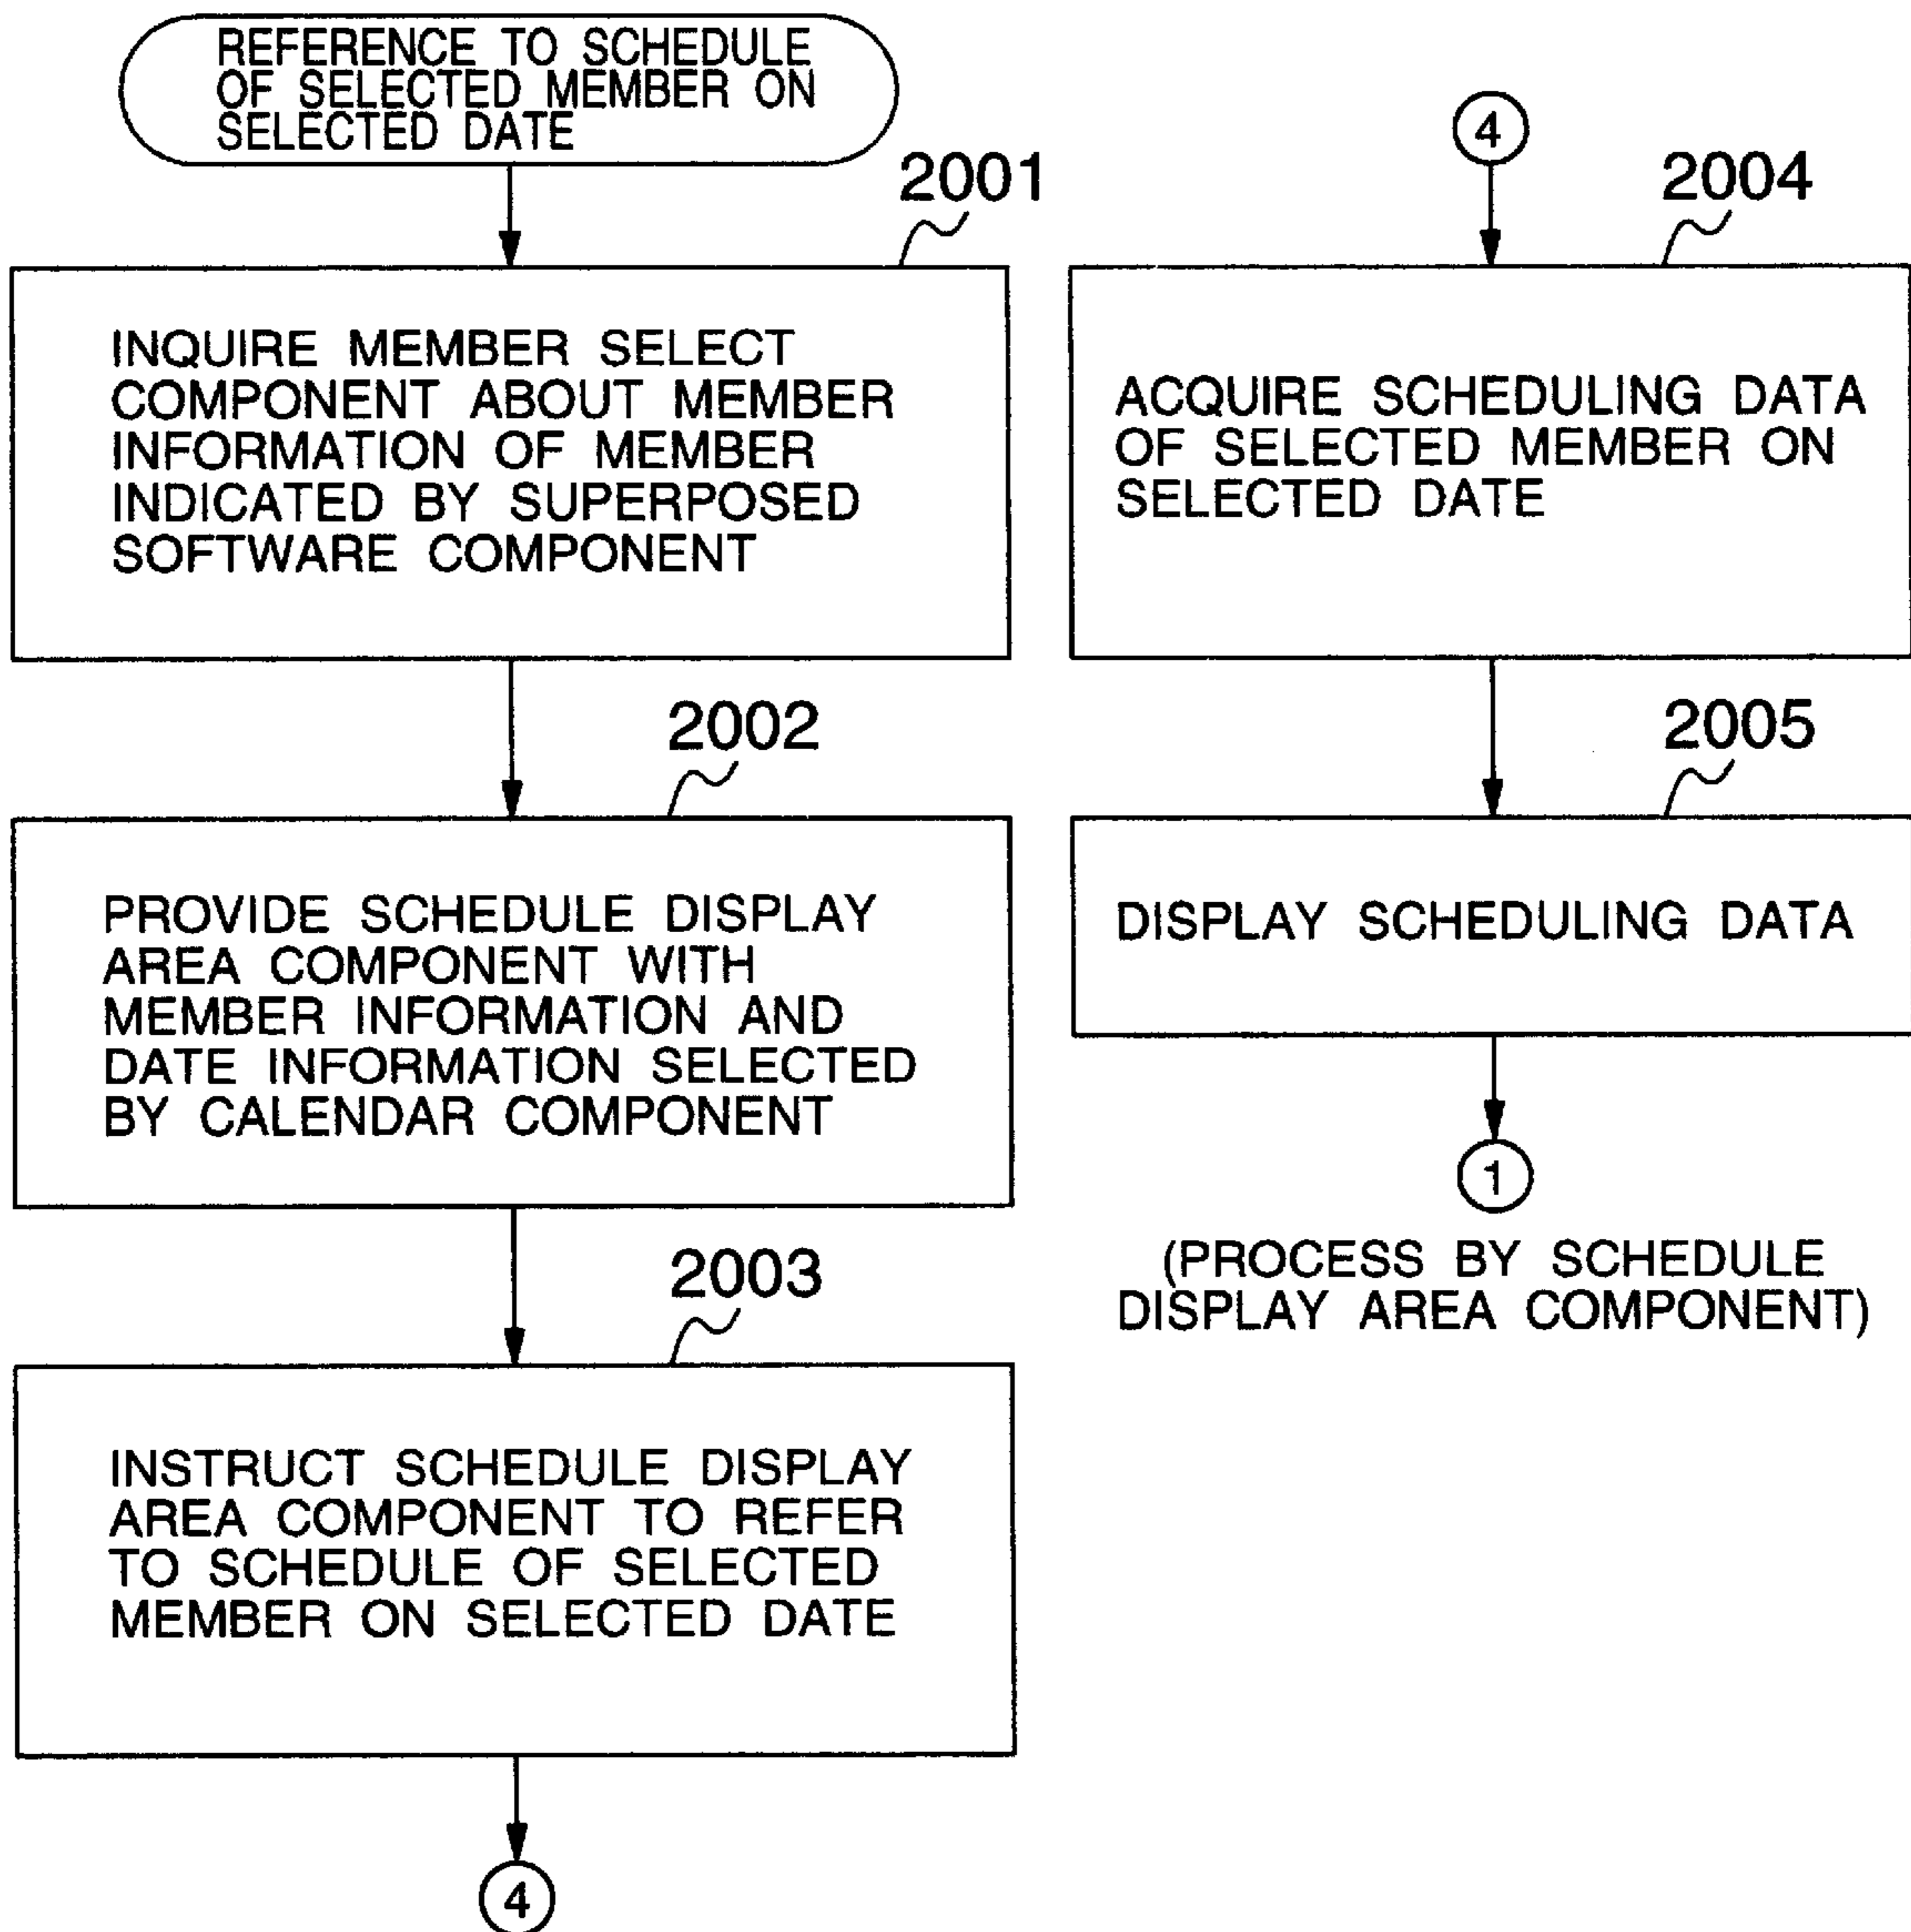 REFERENCE TO SCHEDULE
OF SELECTED MEMBER ON
SELECTED DATE
2001
INQUIRE MEMBER SELECT
COMPONENT ABOUT MEMBER
INFORMATION OF MEMBER
INDICATED BY SUPERPOSED
SOFTWARE COMPONENT
2002
PROVIDE SCHEDULE DISPLAY
AREA COMPONENT WITH
MEMBER INFORMATION AND
DATE INFORMATION SELECTED
BY CALENDAR COMPONENT
2003
INSTRUCT SCHEDULE DISPLAY
AREA COMPONENT TO REFER
TO SCHEDULE OF SELECTED
MEMBER ON SELECTED DATE
4
4
2004
ACQUIRE SCHEDULING DATA
OF SELECTED MEMBER ON
SELECTED DATE
2005
DISPLAY SCHEDULING DATA
1
(PROCESS BY SCHEDULE
DISPLAY AREA COMPONENT)